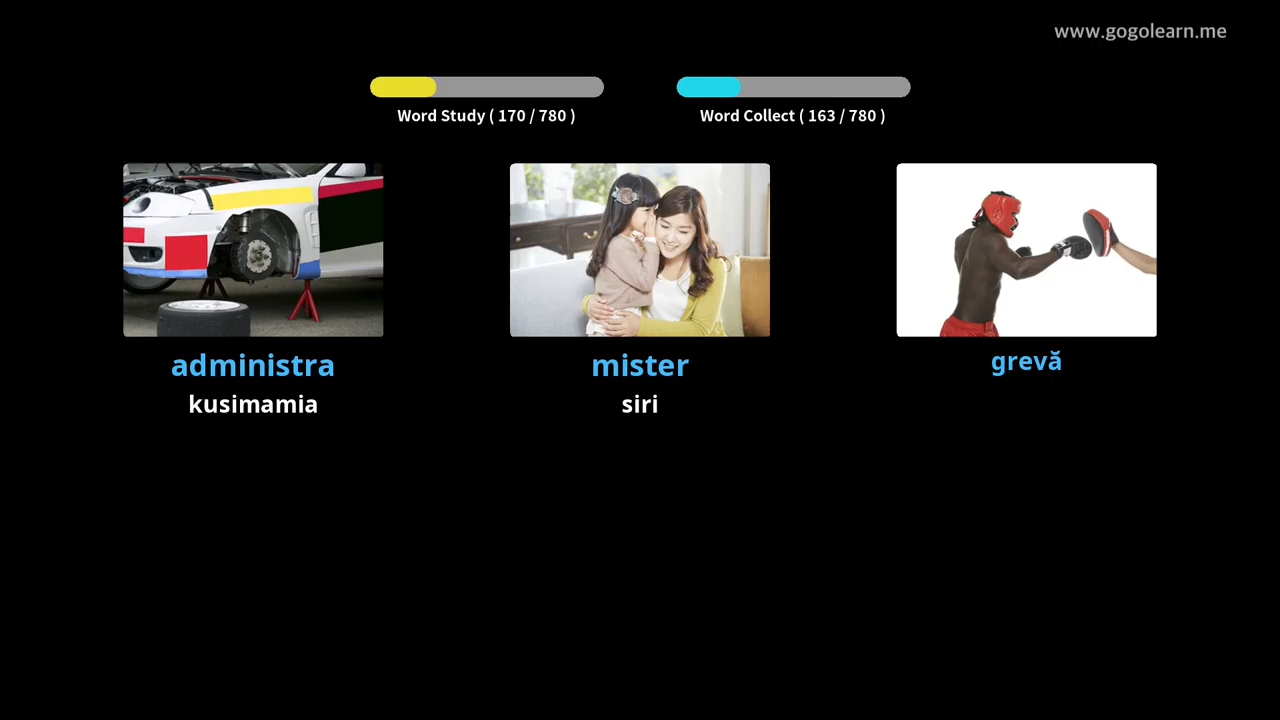 www.gogolearn.me
Word Study ( 170 / 780 )
Word Collect ( 163 / 780 )
administra
kusimamia
mister
siri
grevă